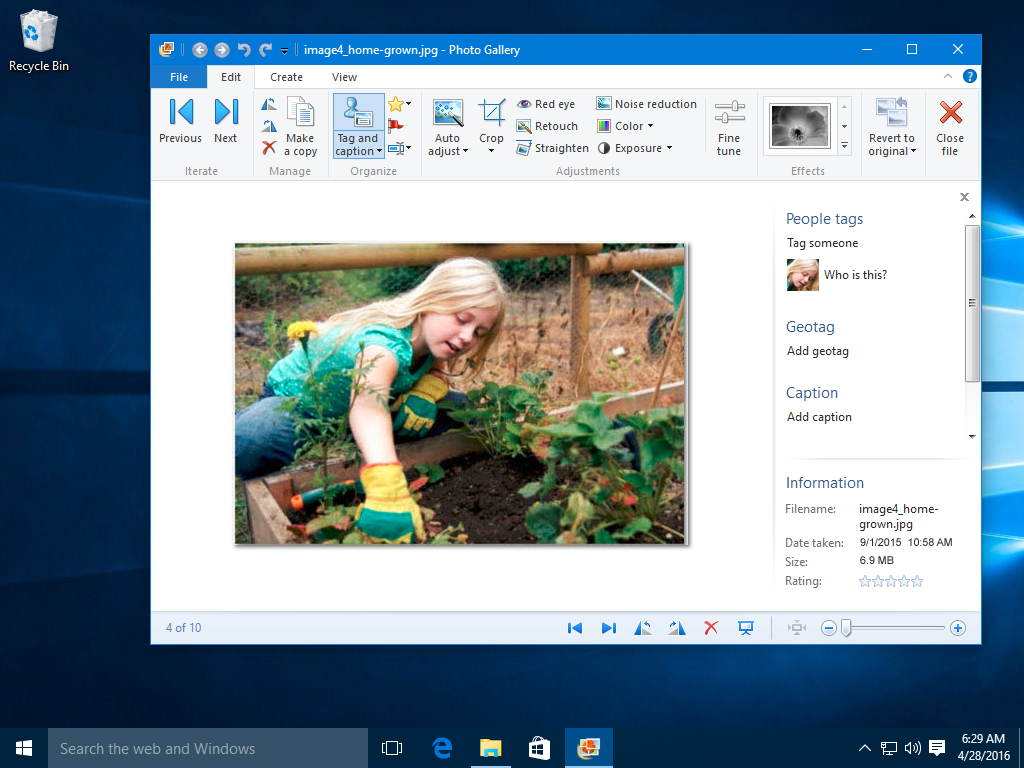 Recycle Bin
image4_home-grown.jpg - Photo Gallery
File Edit Create View
Previous
Next
Iterate
Make
a copy
Manage
Tag and
caption
Organize
Auto
adjust
Crop
Red eye
Retouch
Straighten
Noise reduction
Color
Exposure
Adjustments
Fine
tune
Effects
Revert to
original
Close
file
People tags
Tag someone
Who is this?
Geotag
Add geotag
Caption
Add caption
Information
Filename: image4_home-
grown.jpg
Date taken: 9/1/2015 10:58 AM
Size: 6.9 MB
Rating:
4 of 10
Search the web and Windows
6:29 AM
4/28/2016